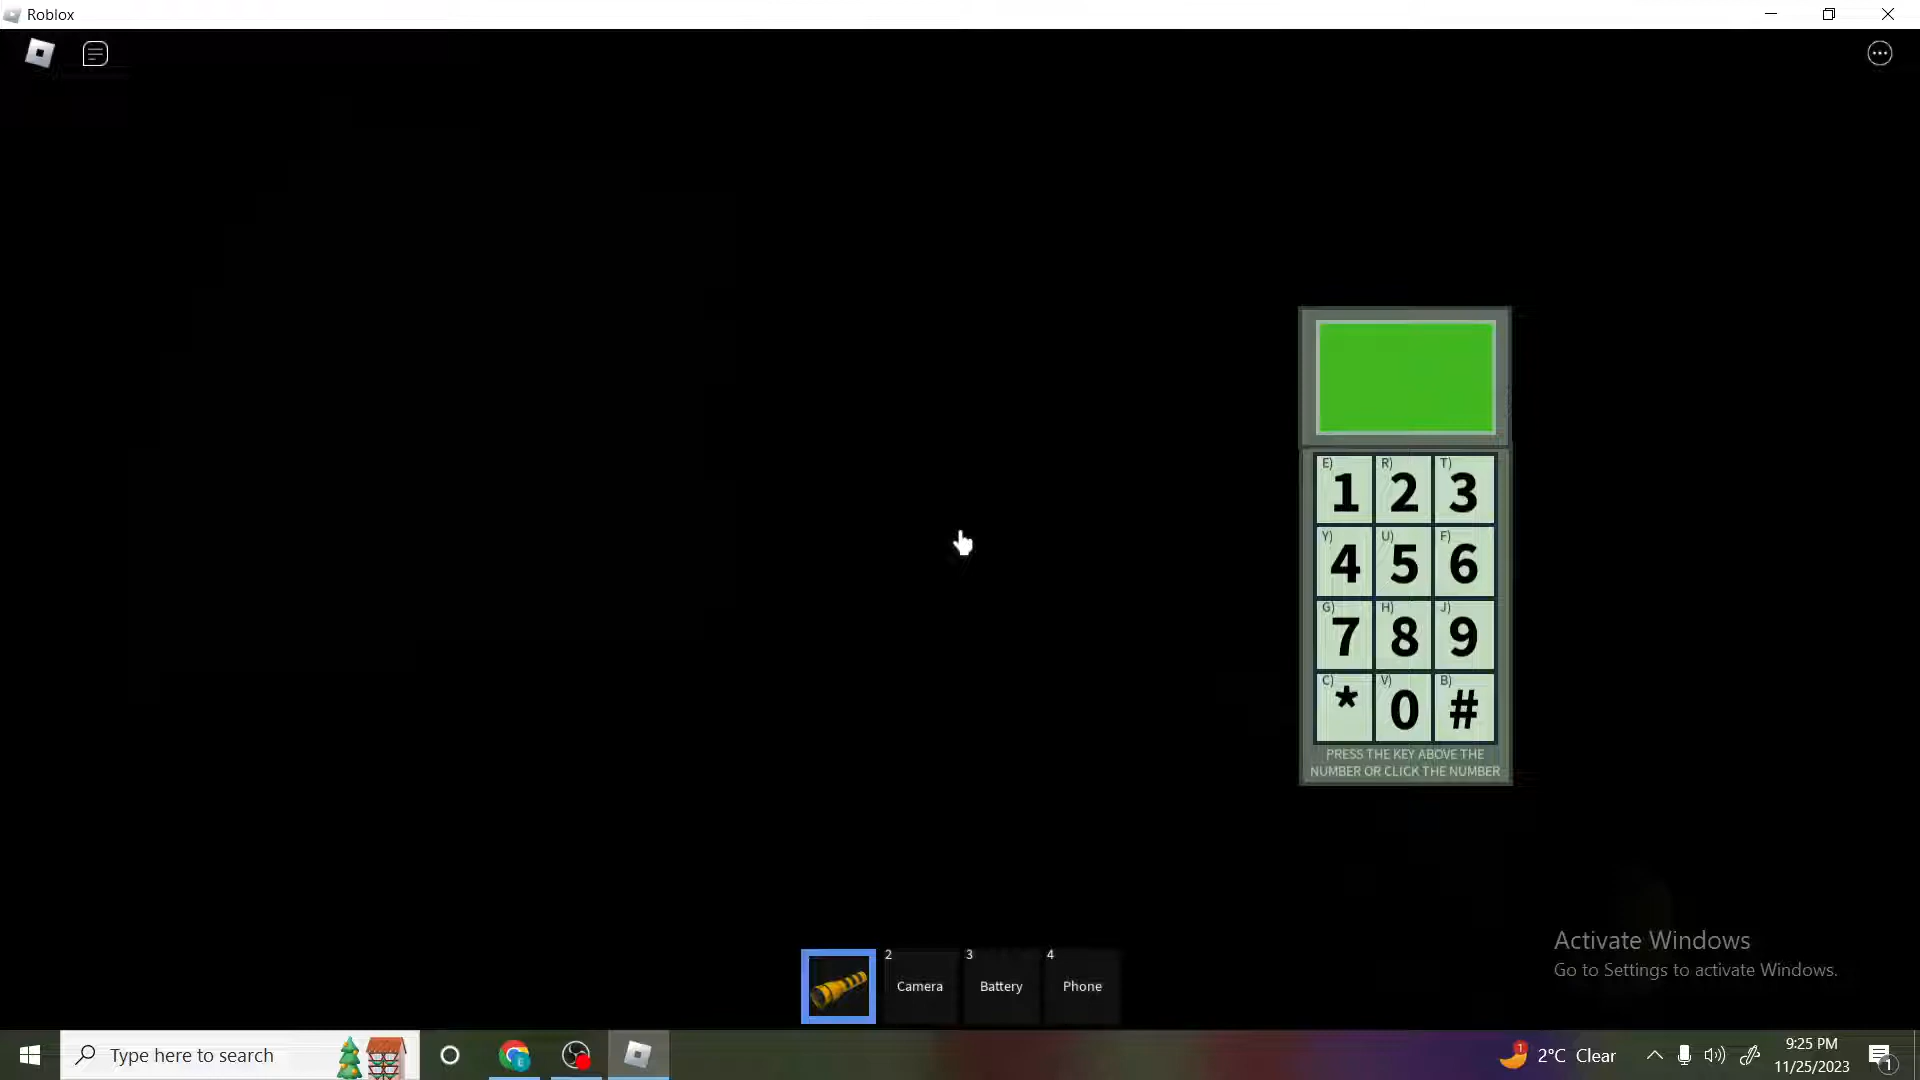 Roblox
E) 1 R) 2 T) 3
Y) 4 U) 5 F) 6
G) 7 H) 8 J) 9
C) * V) 0 B) #
PRESS THE KEY ABOVE THE
NUMBER OR CLICK THE NUMBER
Activate Windows
Go to Settings to activate Windows.
2 Camera 3 Battery 4 Phone
Type here to search
E
1
2°C Clear
9:25 PM
11/25/2023
1